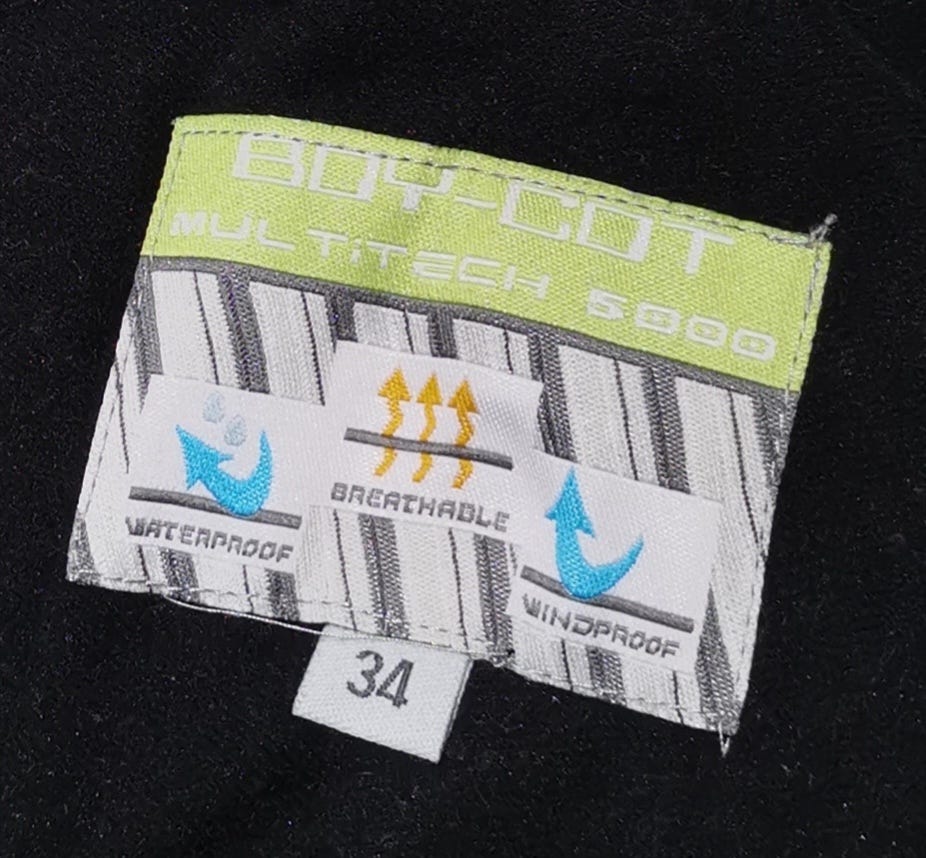 BOY-COT
MULTITECH 5000
BREATHABLE
WATERPROOF
WINDPROOF
34